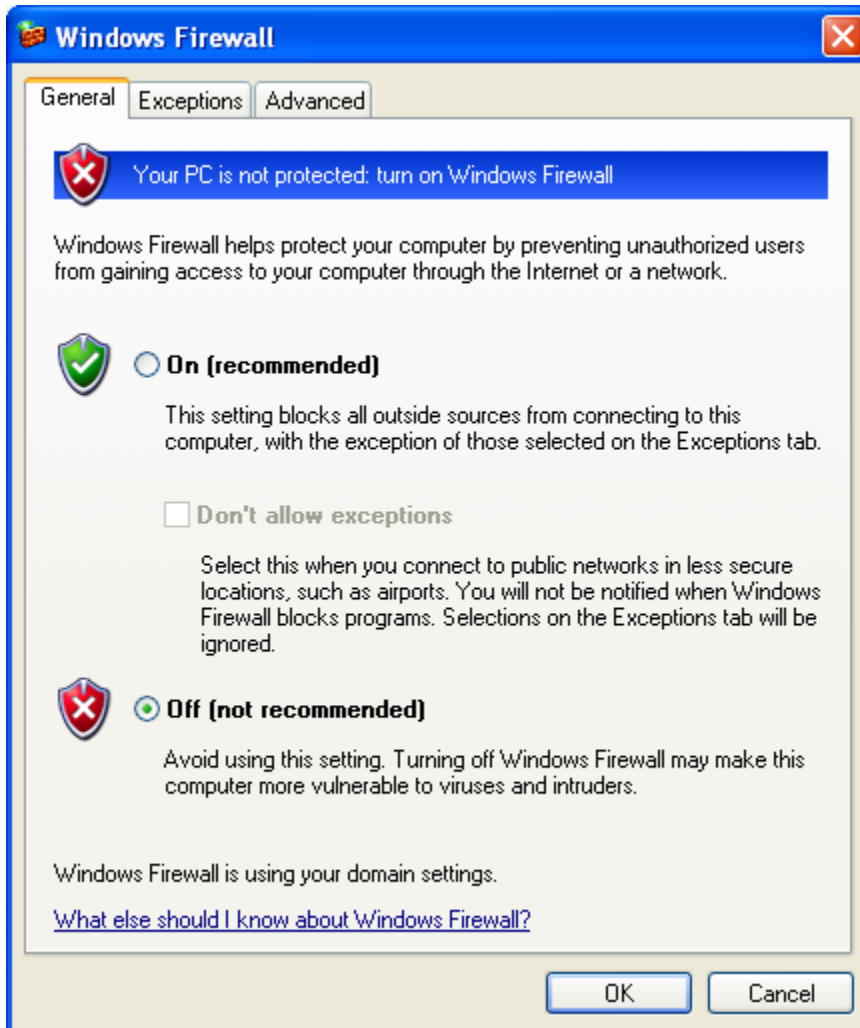 Windows Firewall
General Exceptions Advanced
Your PC is not protected: turn on Windows Firewall
Windows Firewall helps protect your computer by preventing unauthorized users
from gaining access to your computer through the Internet or a network.
On (recommended)
This setting blocks all outside sources from connecting to this
computer, with the exception of those selected on the Exceptions tab.
Don't allow exceptions
Select this when you connect to public networks in less secure
locations, such as airports. You will not be notified when Windows
Firewall blocks programs. Selections on the Exceptions tab will be
ignored.
Off (not recommended)
Avoid using this setting. Turning off Windows Firewall may make this
computer more vulnerable to viruses and intruders.
Windows Firewall is using your domain settings.
What else should I know about Windows Firewall?
OK Cancel